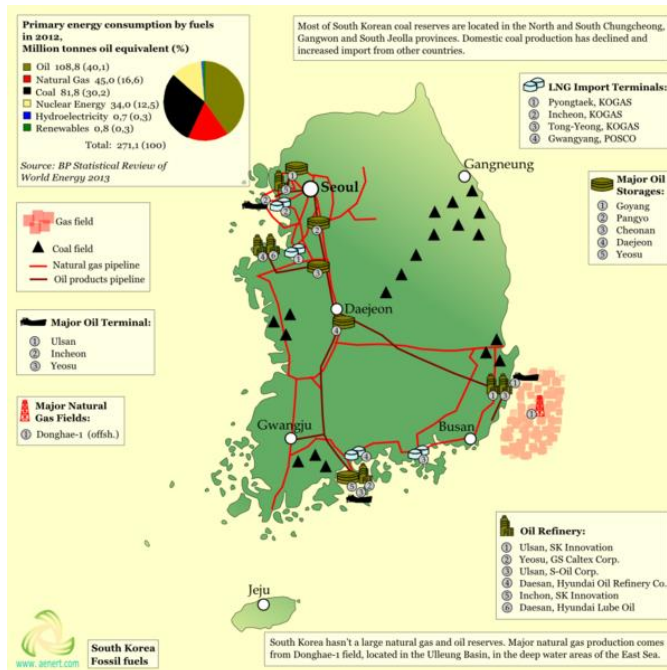 Primary energy consumption by fuels
in 2012,
Million tonnes oil equivalent (%)
Oil 108,8 (40,1)
Natural Gas 45,0 (16,6)
Coal 81,8 (30,2)
Nuclear Energy 34,0 (12,5)
Hydroelectricity 0,7 (0,3)
Renewables 0,8 (0,3)
Total: 271,1 (100)
Source: BP Statistical Review of
World Energy 2013
Most of South Korean coal reserves are located in the North and South Chungcheong,
Gangwon and South Jeolla provinces. Domestic coal production has declined and
increased import from other countries.
LNG Import Terminals:
1 Pyongtaek, KOGAS
2 Incheon, KOGAS
3 Tong-Yeong, KOGAS
4 Gwangyang, POSCO
Major Oil
Storages:
1 Goyang
2 Pangyo
3 Cheonan
4 Daejeon
5 Yeosu
Gas field
Coal field
Natural gas pipeline
Oil products pipeline
Major Oil Terminal:
1 Ulsan
2 Incheon
3 Yeosu
Major Natural
Gas Fields:
1 Donghae-1 (offsh.)
Gangneung
Seoul
Daejeon
Gwangju
Busan
Jeju
Oil Refinery:
1 Ulsan, SK Innovation
2 Yeosu, GS Caltex Corp.
3 Ulsan, S-Oil Corp.
4 Daesan, Hyundai Oil Refinery Co.
5 Inchon, SK Innovation
6 Daesan, Hyundai Lube Oil
www.aenert.com
South Korea
Fossil fuels
South Korea hasn't a large natural gas and oil reserves. Major natural gas production comes
from Donghae-1 field, located in the Ulleung Basin, in the deep water areas of the East Sea.